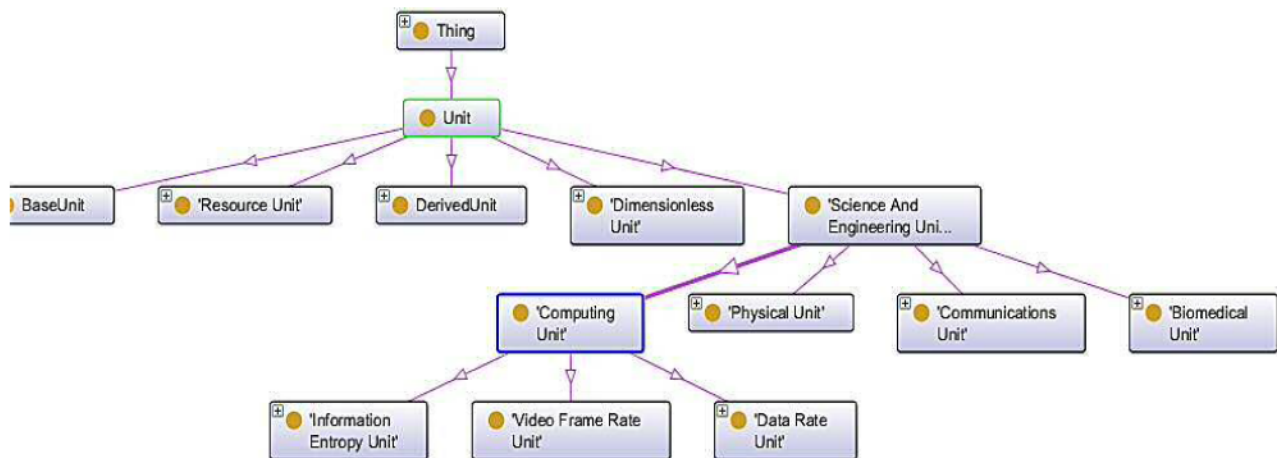 Thing
Unit
BaseUnit
'Resource Unit'
DerivedUnit
'Dimensionless
Unit'
'Science And
Engineering Uni...
'Computing
Unit'
'Physical Unit'
'Communications
Unit'
'Biomedical
Unit'
'Information
Entropy Unit'
'Video Frame Rate
Unit'
'Data Rate
Unit'